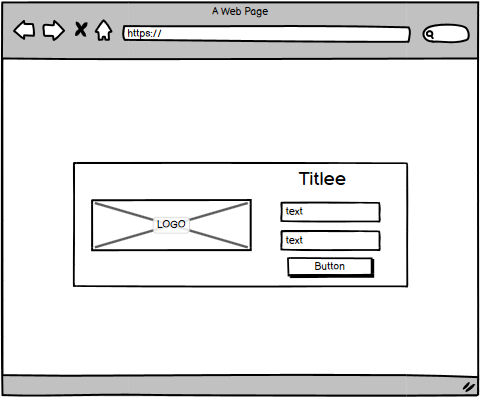 A Web Page
https://
Titlee
LOGO
text
text
Button